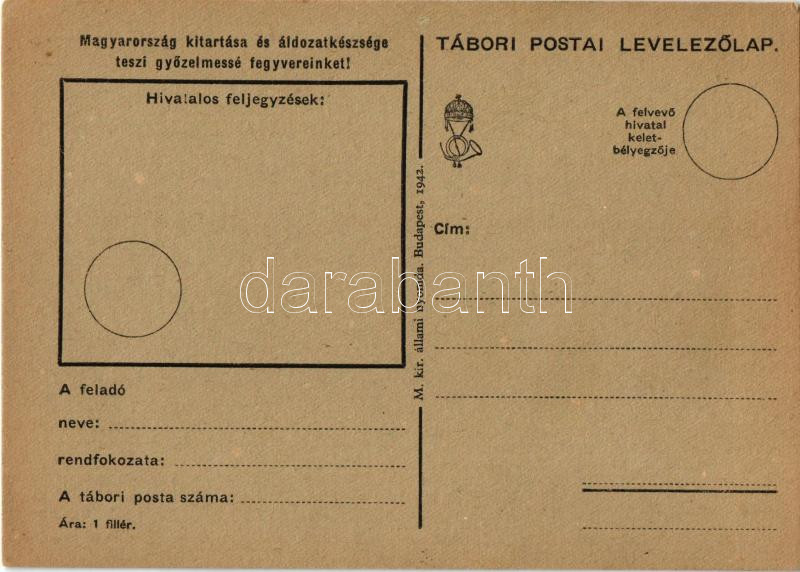 Magyarország kitartása és áldozatkészsége
teszi győzelmessé fegyvereinket!
Hivatalos feljegyzések:
A feladó
neve:
rendfokozata:
A tábori posta száma:
Ára: 1 fillér.
M. kir. állami nyomda. Budapest, 1942.
TÁBORI POSTAI LEVELEZŐLAP.
A felvevő
hivatal
kelet-
bélyegzője
Cím:
darabanth